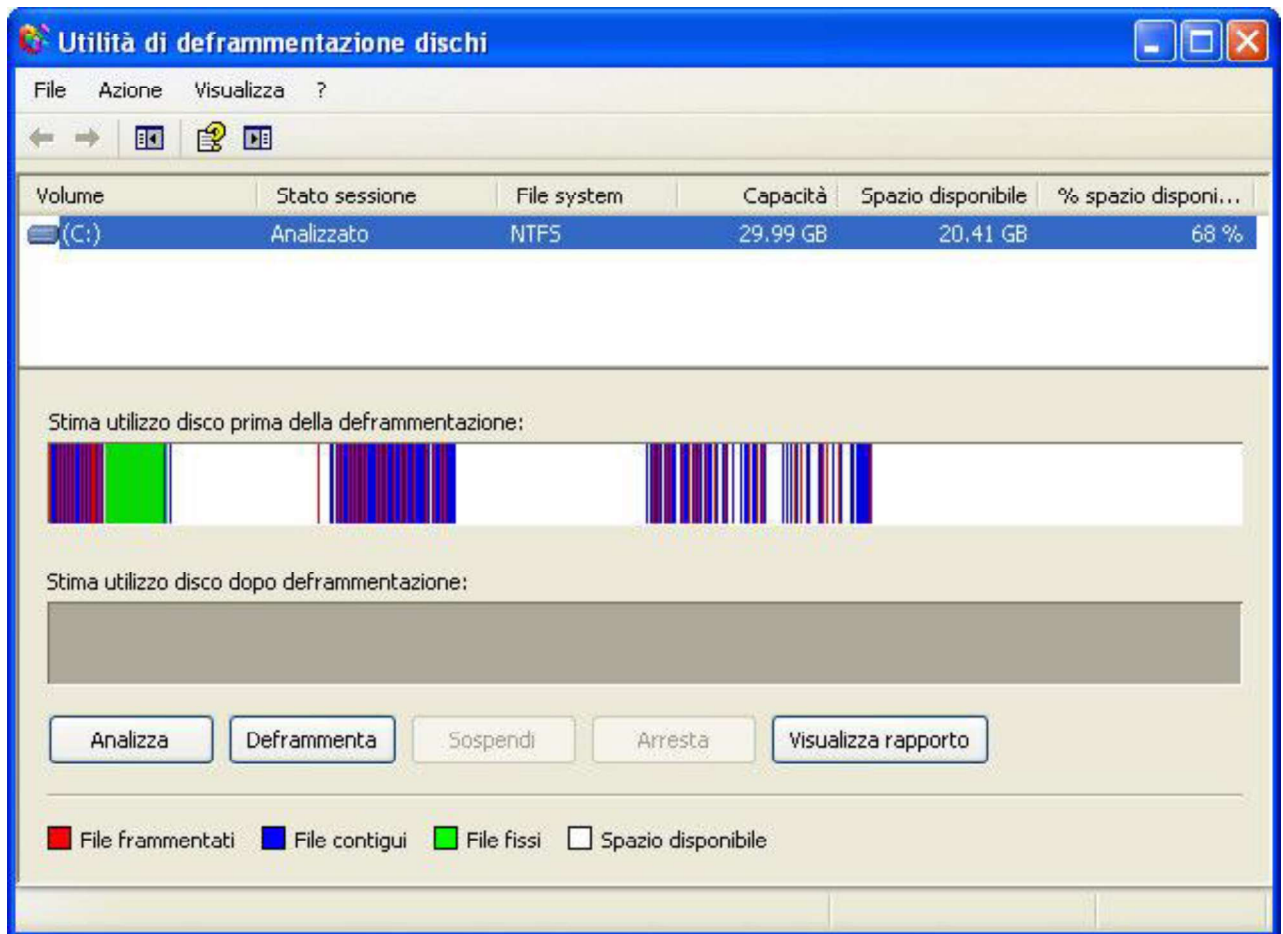 Utilità di deframmentazione dischi
File Azione Visualizza ?
Volume Stato sessione File system Capacità Spazio disponibile % spazio disponi...
(C:) Analizzato NTFS 29.99 GB 20.41 GB 68 %
Stima utilizzo disco prima della deframmentazione:
Stima utilizzo disco dopo deframmentazione:
Analizza Deframmenta Sospendi Arresta Visualizza rapporto
File frammentati File contigui File fissi Spazio disponibile